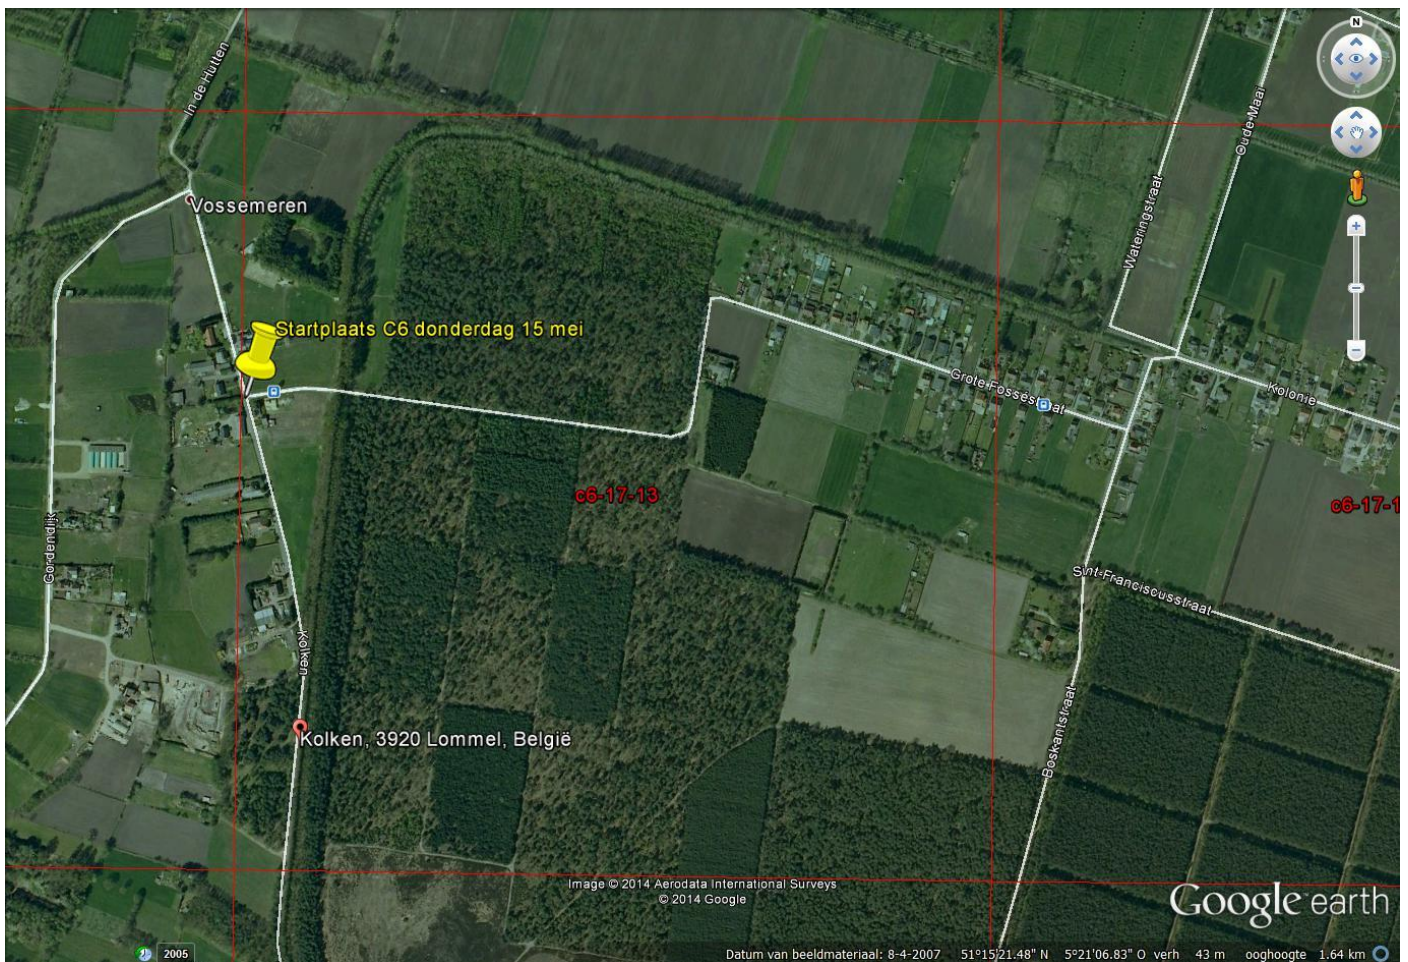 N
In de Hutten
Oude Maai
Vossemeren
Wateringstraat
Startplaats C6 donderdag 15 mei
Grote Fossestraat
Kolonie
c6-17-13
c6-17-1
Gordendijk
Sint-Franciscusstraat
Kolken
Boskantstraat
Kolken, 3920 Lommel, België
Image © 2014 Aerodata International Surveys
© 2014 Google
Google earth
2005
Datum van beeldmateriaal: 8-4-2007 51°15'21.48" N 5°21'06.83" O verh 43 m ooghoogte 1.64 km